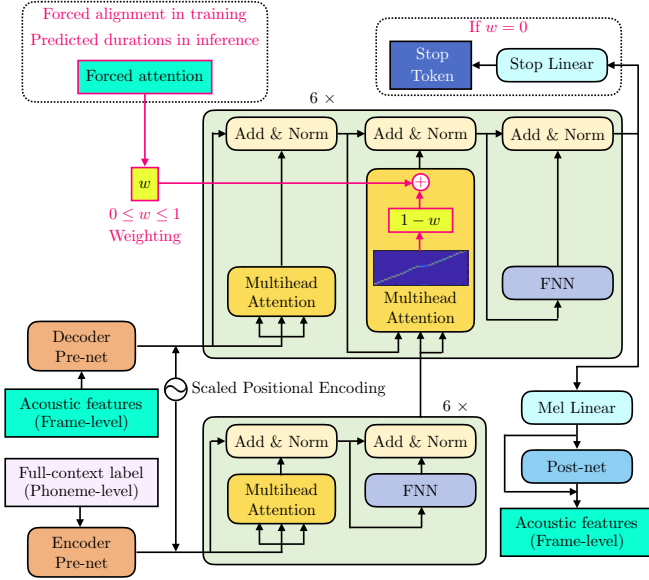 Forced alignment in training
Predicted durations in inference
Forced attention
If w = 0
Stop
Token
Stop Linear
6 ×
Add & Norm
Add & Norm
Add & Norm
w
0 ≤ w ≤ 1
Weighting
+
1 − w
Multihead
Attention
Multihead
Attention
FNN
Decoder
Pre-net
Scaled Positional Encoding
Acoustic features
(Frame-level)
6 ×
Mel Linear
Add & Norm
Add & Norm
Full-context label
(Phoneme-level)
Multihead
Attention
FNN
Post-net
Encoder
Pre-net
Acoustic features
(Frame-level)